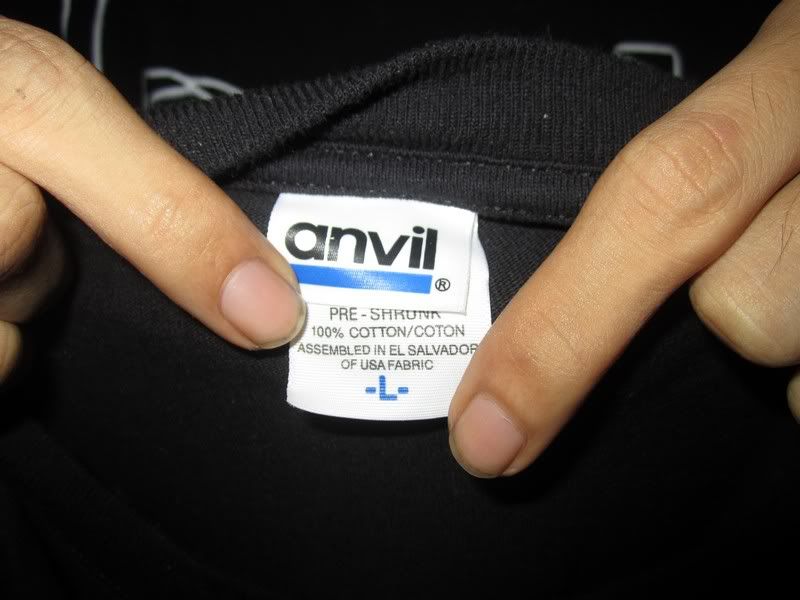 anvil®
PRE-SHRUNK
100% COTTON/COTON
ASSEMBLED IN EL SALVADOR
OF USA FABRIC
-L-